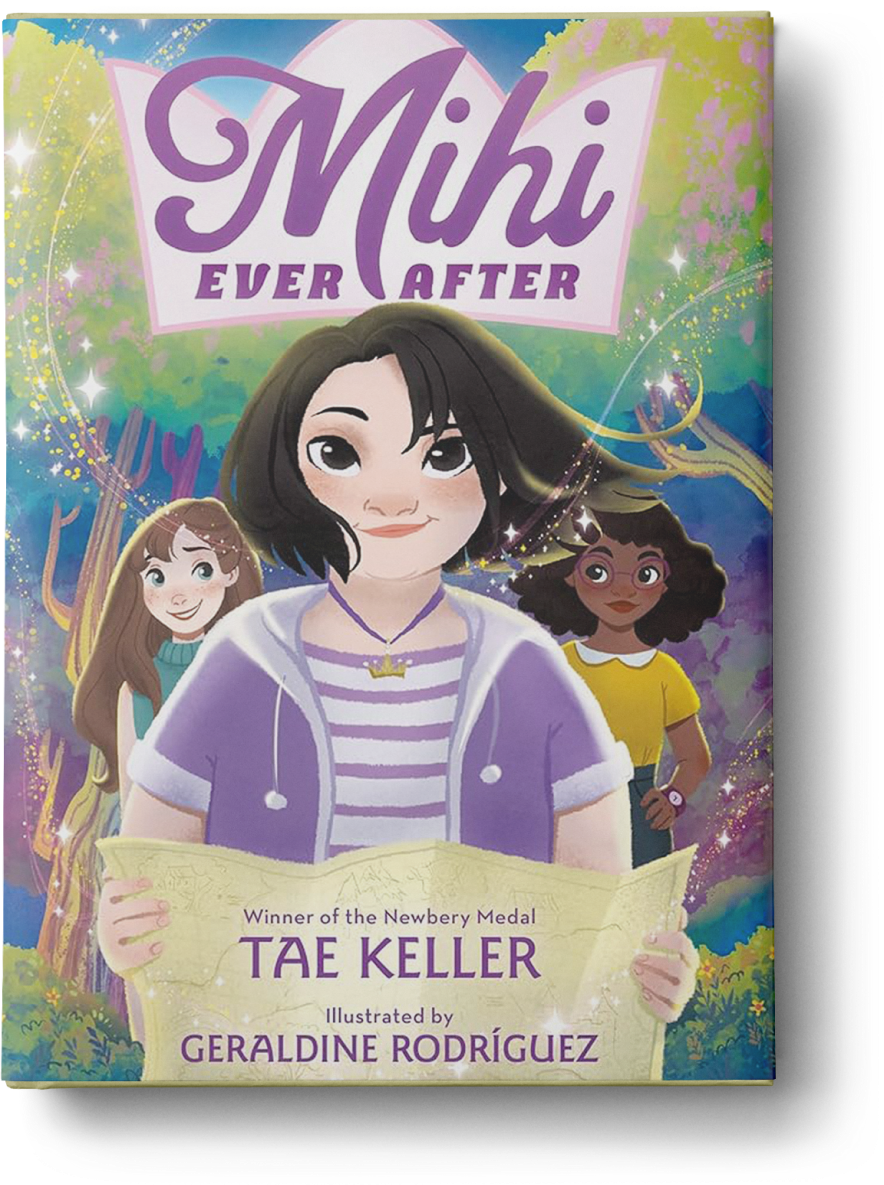 Mihi
EVER AFTER
Winner of the Newbery Medal
TAE KELLER
Illustrated by
GERALDINE RODRÍGUEZ